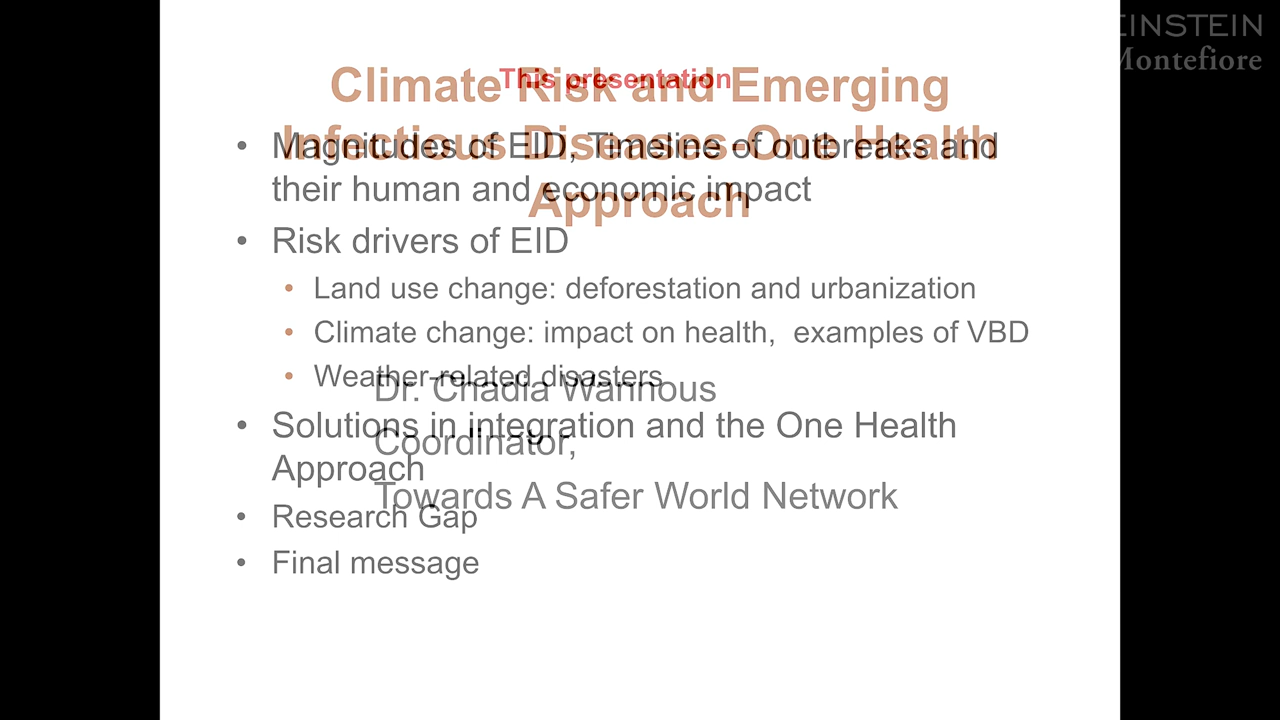 EINSTEIN
Montefiore
Climate Risk and Emerging
Infectious Diseases-One Health
Approach
Dr. Chadia Wannous
Coordinator,
Towards A Safer World Network
This presentation
• Magnitudes of EID, Timeline of outbreaks and
their human and economic impact
• Risk drivers of EID
• Land use change: deforestation and urbanization
• Climate change: impact on health, examples of VBD
• Weather-related disasters
• Solutions in integration and the One Health
Approach
• Research Gap
• Final message